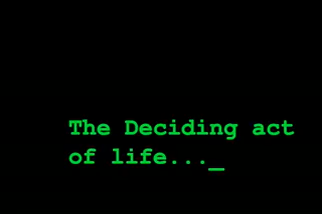 The Deciding act
of life..._